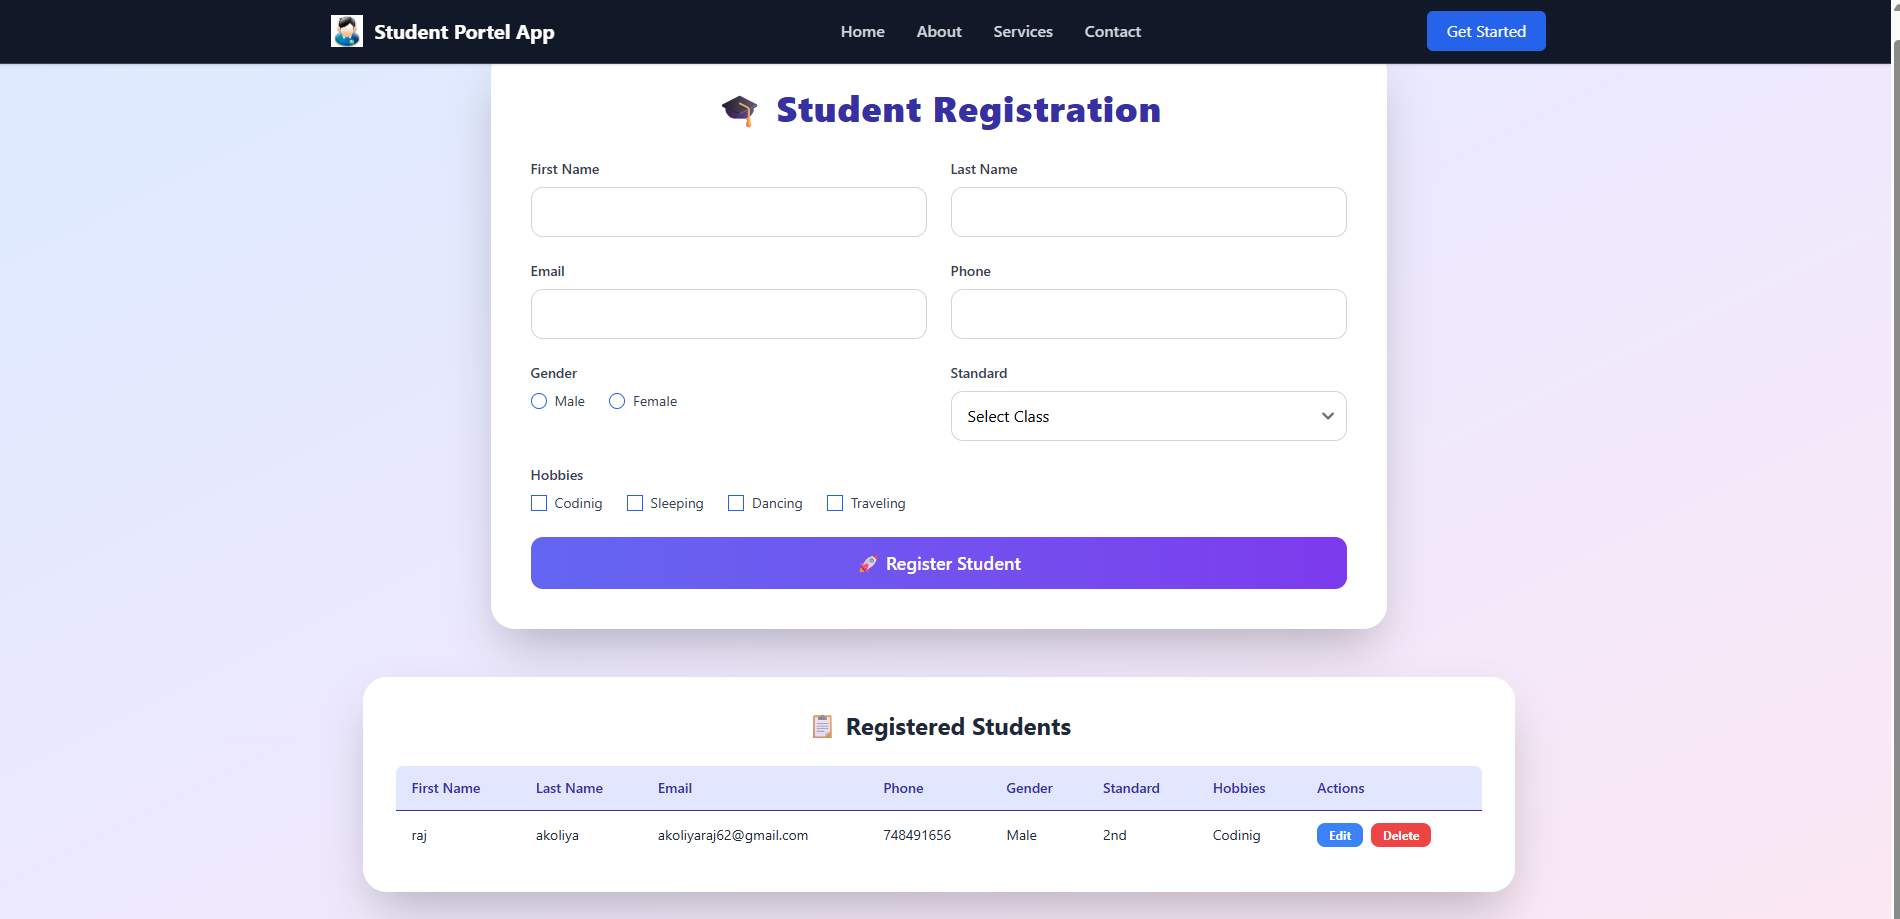 Student Portel App Home About Services Contact Get Started
🎓 Student Registration
First Name Last Name
Email Phone
Gender Standard
Male Female
Select Class
Hobbies
Codinig Sleeping Dancing Traveling
🚀 Register Student
📋 Registered Students
First Name Last Name Email Phone Gender Standard Hobbies Actions
raj akoliya akoliyaraj62@gmail.com 748491656 Male 2nd Codinig Edit Delete